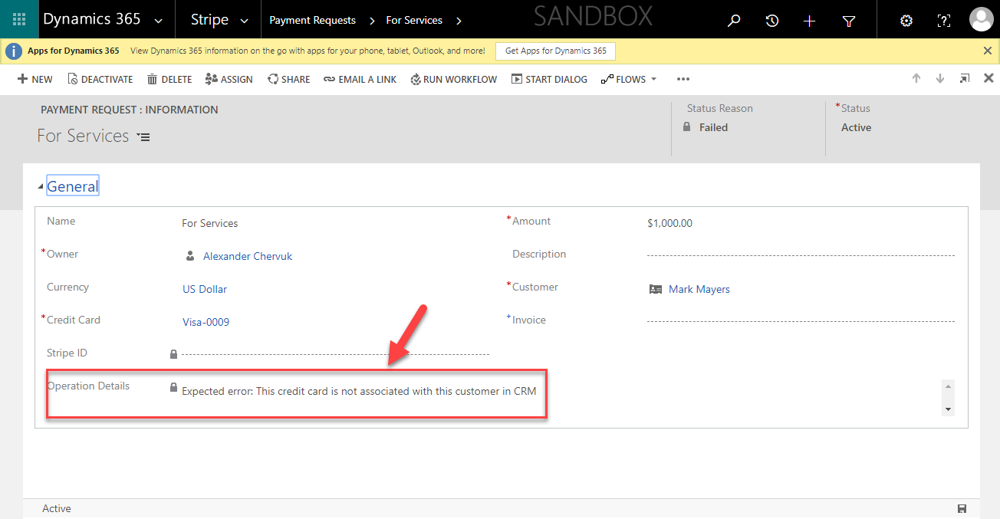 Dynamics 365 Stripe Payment Requests > For Services > SANDBOX
Apps for Dynamics 365 View Dynamics 365 information on the go with apps for your phone, tablet, Outlook, and more! Get Apps for Dynamics 365
NEW DEACTIVATE DELETE ASSIGN SHARE EMAIL A LINK RUN WORKFLOW START DIALOG FLOWS
PAYMENT REQUEST : INFORMATION
For Services
Status Reason
Failed
*Status
Active
General
Name For Services
*Amount $1,000.00
*Owner Alexander Chervuk
Description
Currency US Dollar
*Customer Mark Mayers
*Credit Card Visa-0009
+Invoice
Stripe ID
Operation Details Expected error: This credit card is not associated with this customer in CRM
Active